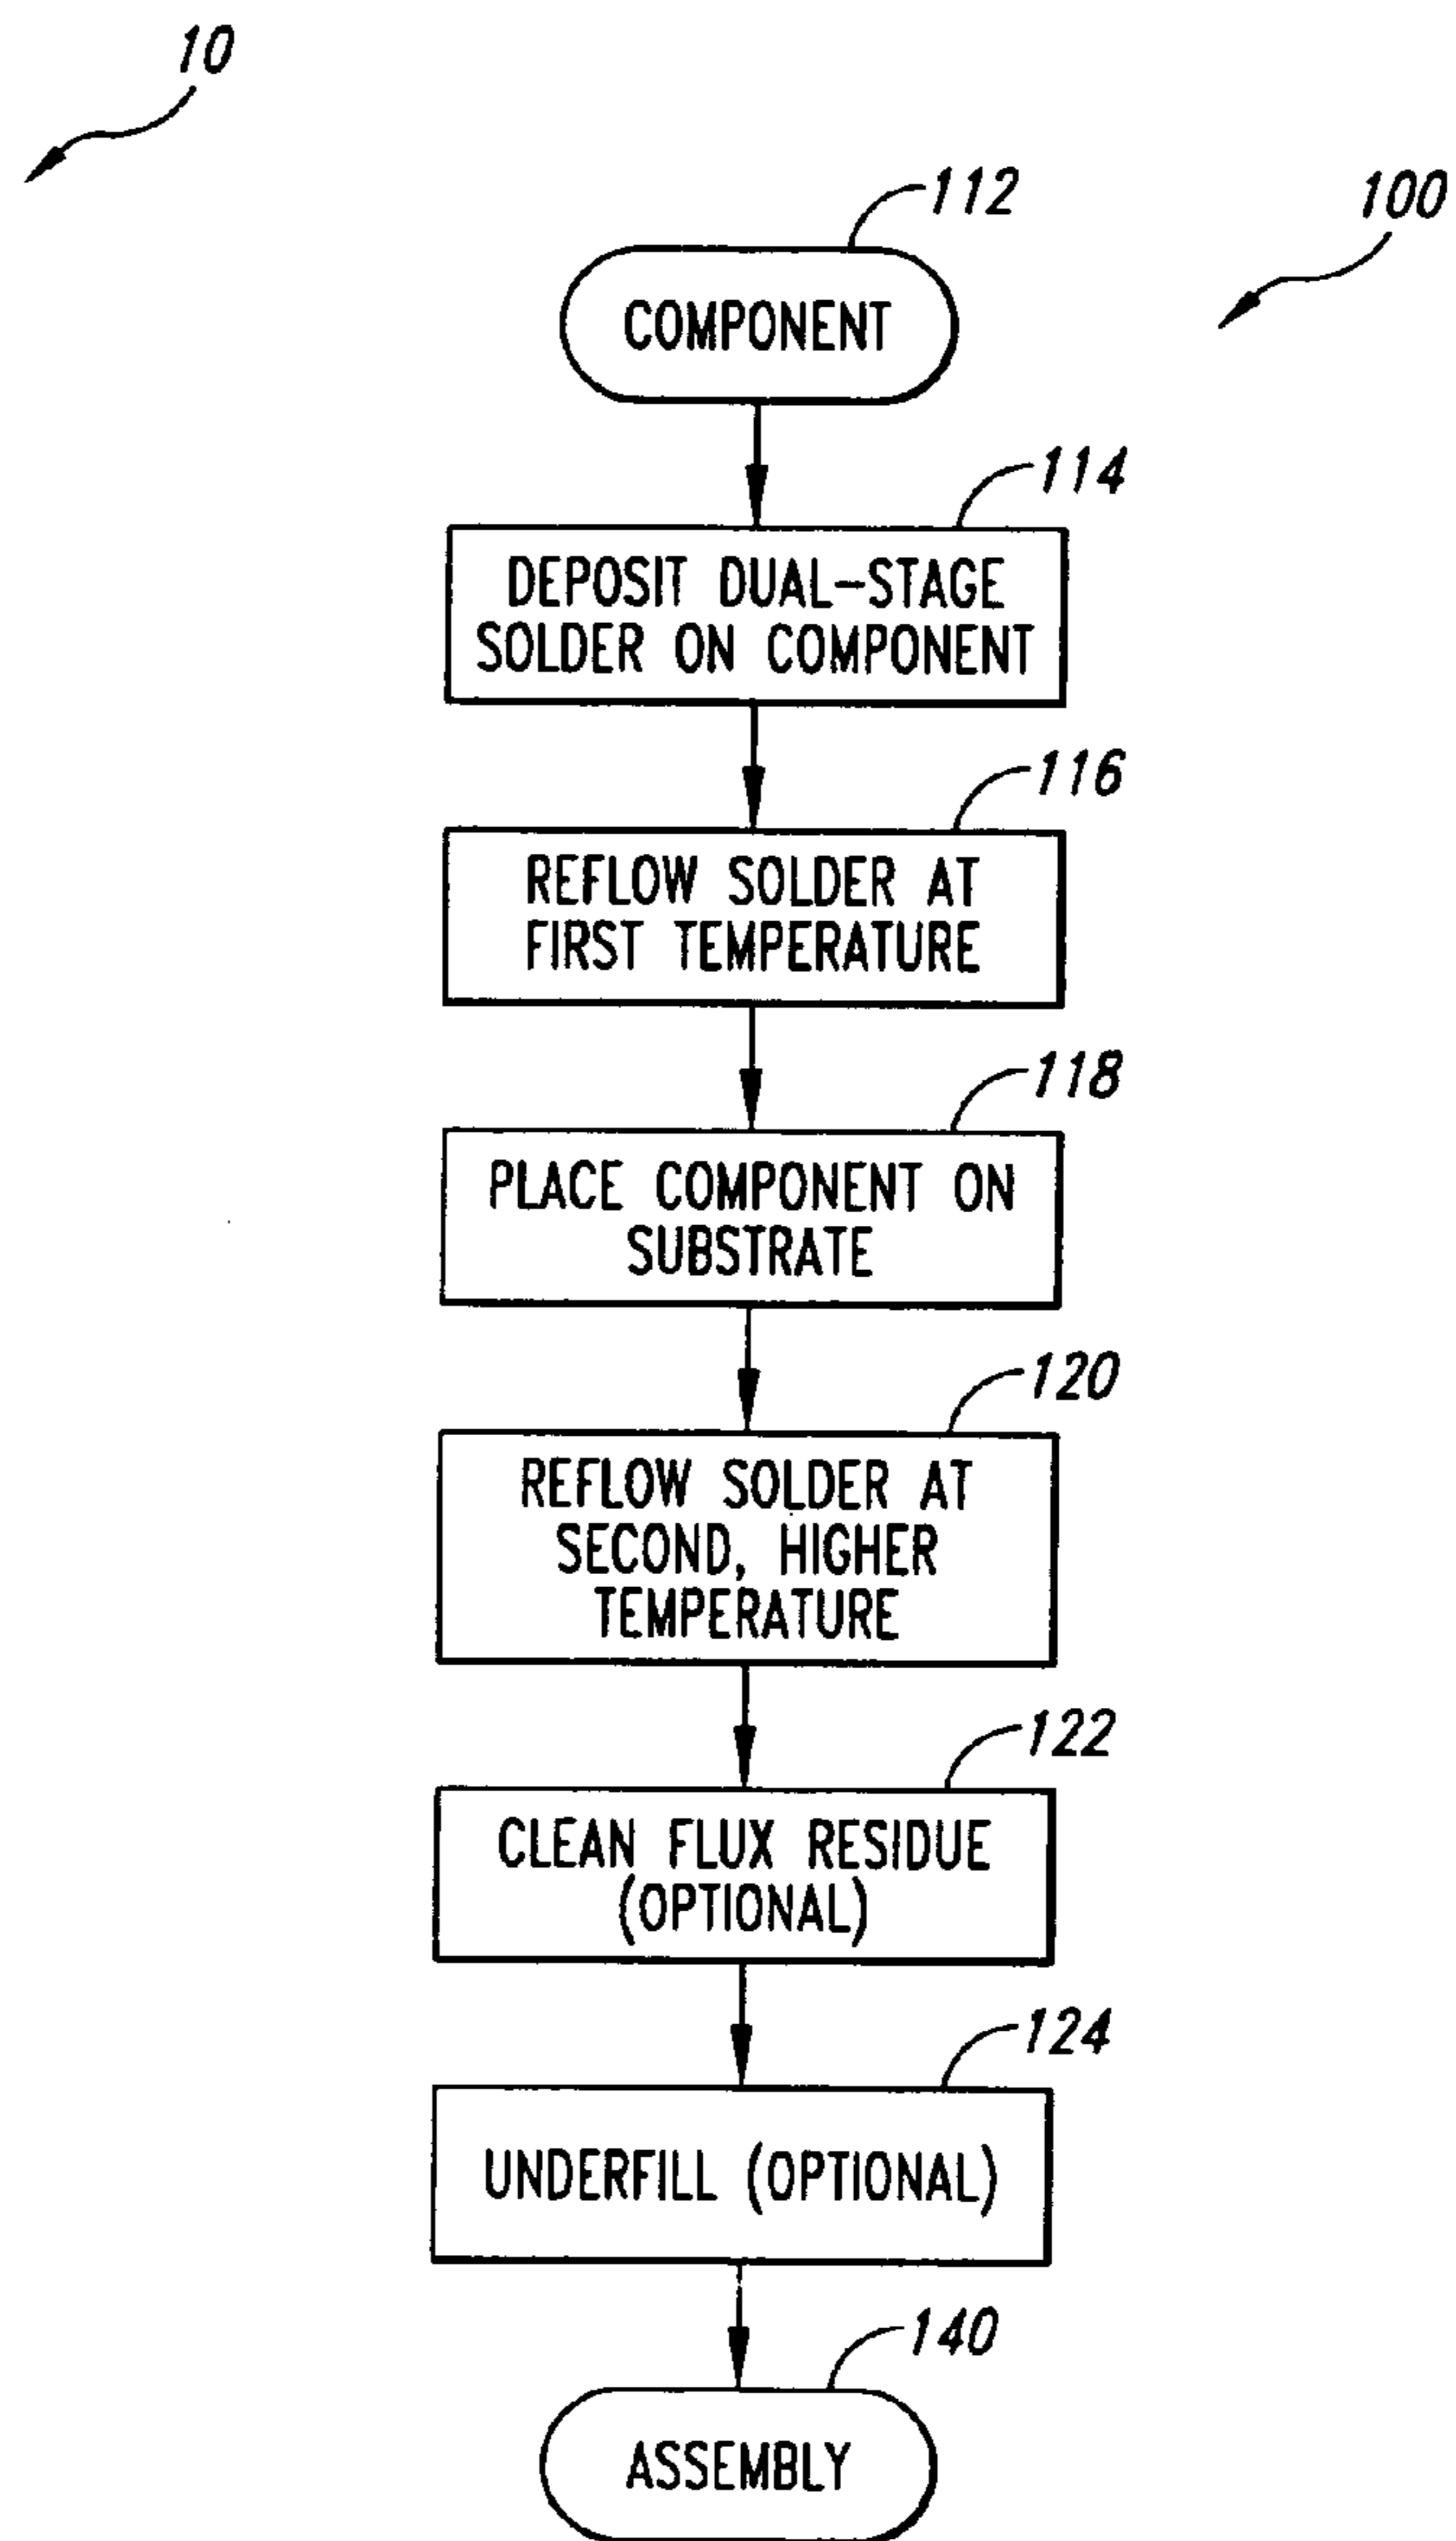 10
112
100
COMPONENT
114
DEPOSIT DUAL-STAGE
SOLDER ON COMPONENT
116
REFLOW SOLDER AT
FIRST TEMPERATURE
118
PLACE COMPONENT ON
SUBSTRATE
120
REFLOW SOLDER AT
SECOND, HIGHER
TEMPERATURE
122
CLEAN FLUX RESIDUE
(OPTIONAL)
124
UNDERFILL (OPTIONAL)
140
ASSEMBLY